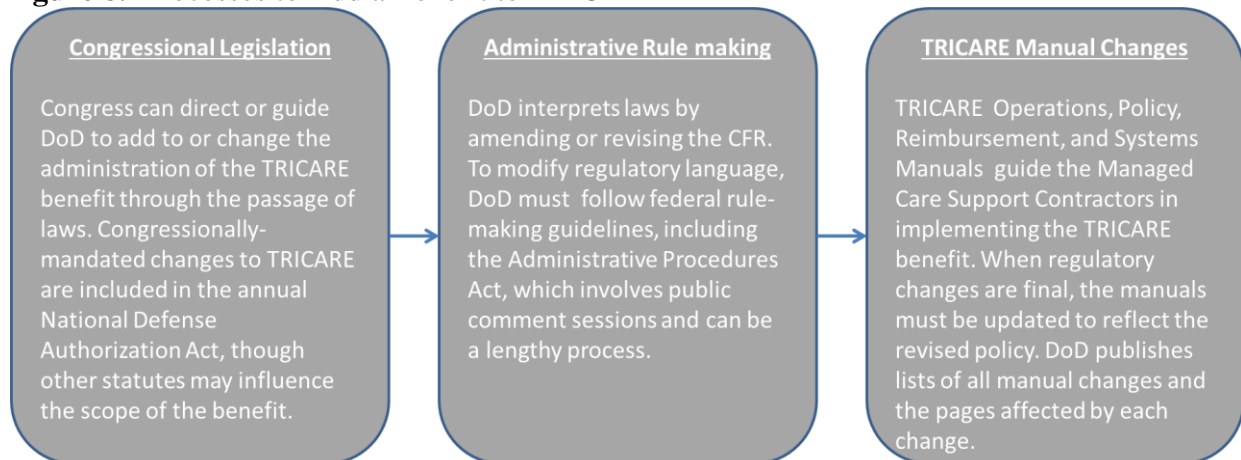 Congressional Legislation
Congress can direct or guide
DoD to add to or change the
administration of the TRICARE
benefit through the passage of
laws. Congressionally-
mandated changes to TRICARE
are included in the annual
National Defense
Authorization Act, though
other statutes may influence
the scope of the benefit.
Administrative Rule making
DoD interprets laws by
amending or revising the CFR.
To modify regulatory language,
DoD must follow federal rule-
making guidelines, including
the Administrative Procedures
Act, which involves public
comment sessions and can be
a lengthy process.
TRICARE Manual Changes
TRICARE Operations, Policy,
Reimbursement, and Systems
Manuals guide the Managed
Care Support Contractors in
implementing the TRICARE
benefit. When regulatory
changes are final, the manuals
must be updated to reflect the
revised policy. DoD publishes
lists of all manual changes and
the pages affected by each
change.